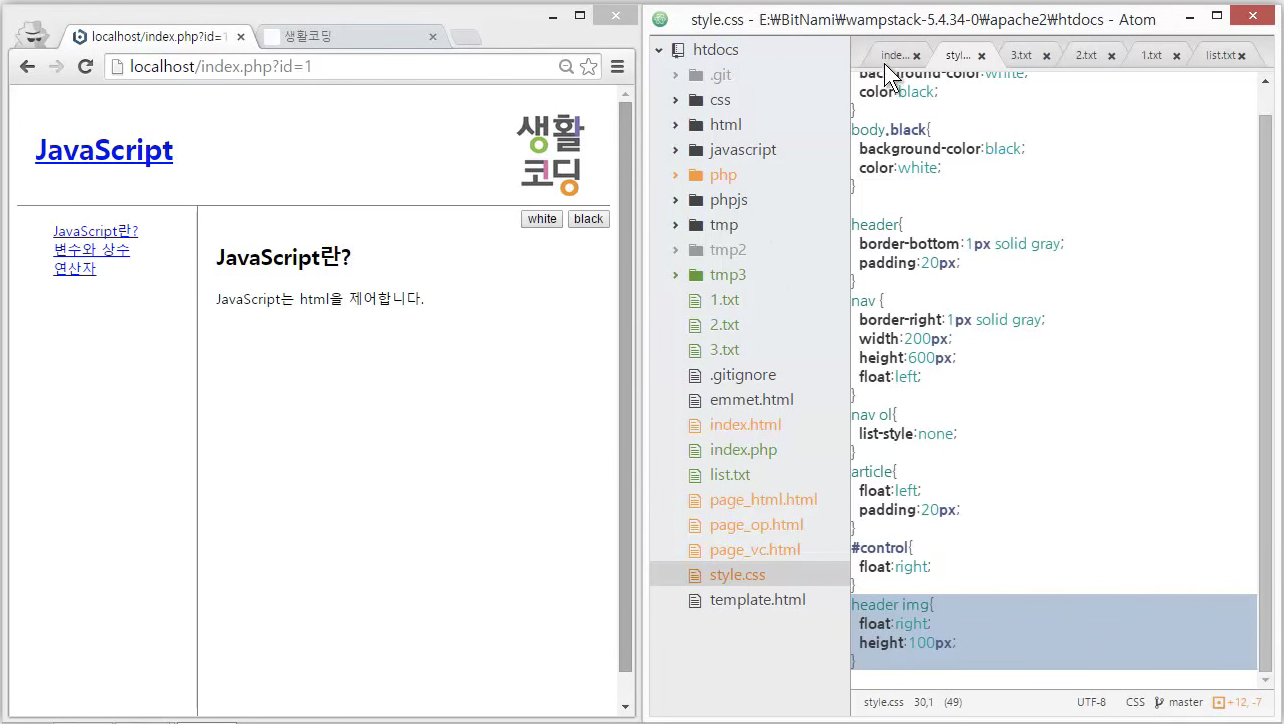 localhost/index.php?id=1
생활코딩
localhost/index.php?id=1
JavaScript
생활
코딩
white black
JavaScript란?
변수와 상수
연산자
JavaScript란?
JavaScript는 html을 제어합니다.
style.css - E:₩BitNami₩wampstack-5.4.34-0₩apache2₩htdocs - Atom
htdocs
.git
css
html
javascript
php
phpjs
tmp
tmp2
tmp3
1.txt
2.txt
3.txt
.gitignore
emmet.html
index.html
index.php
list.txt
page_html.html
page_op.html
page_vc.html
style.css
template.html
inde... styl... 3.txt 2.txt 1.txt list.txt
background-color:white;
color:black;
}
body.black{
background-color:black;
color:white;
}
header{
border-bottom:1px solid gray;
padding:20px;
}
nav {
border-right:1px solid gray;
width:200px;
height:600px;
float:left;
}
nav ol{
list-style:none;
}
article{
float:left;
padding:20px;
}
#control{
float:right;
}
header img{
float:right;
height:100px;
}
style.css 30,1 (49) UTF-8 CSS master +12, -7